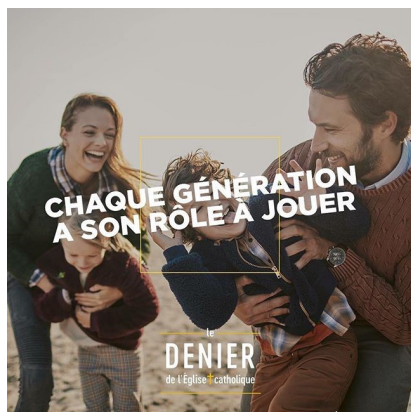 CHAQUE GÉNÉRATION
A SON RÔLE À JOUER
le
DENIER
de l'Église catholique